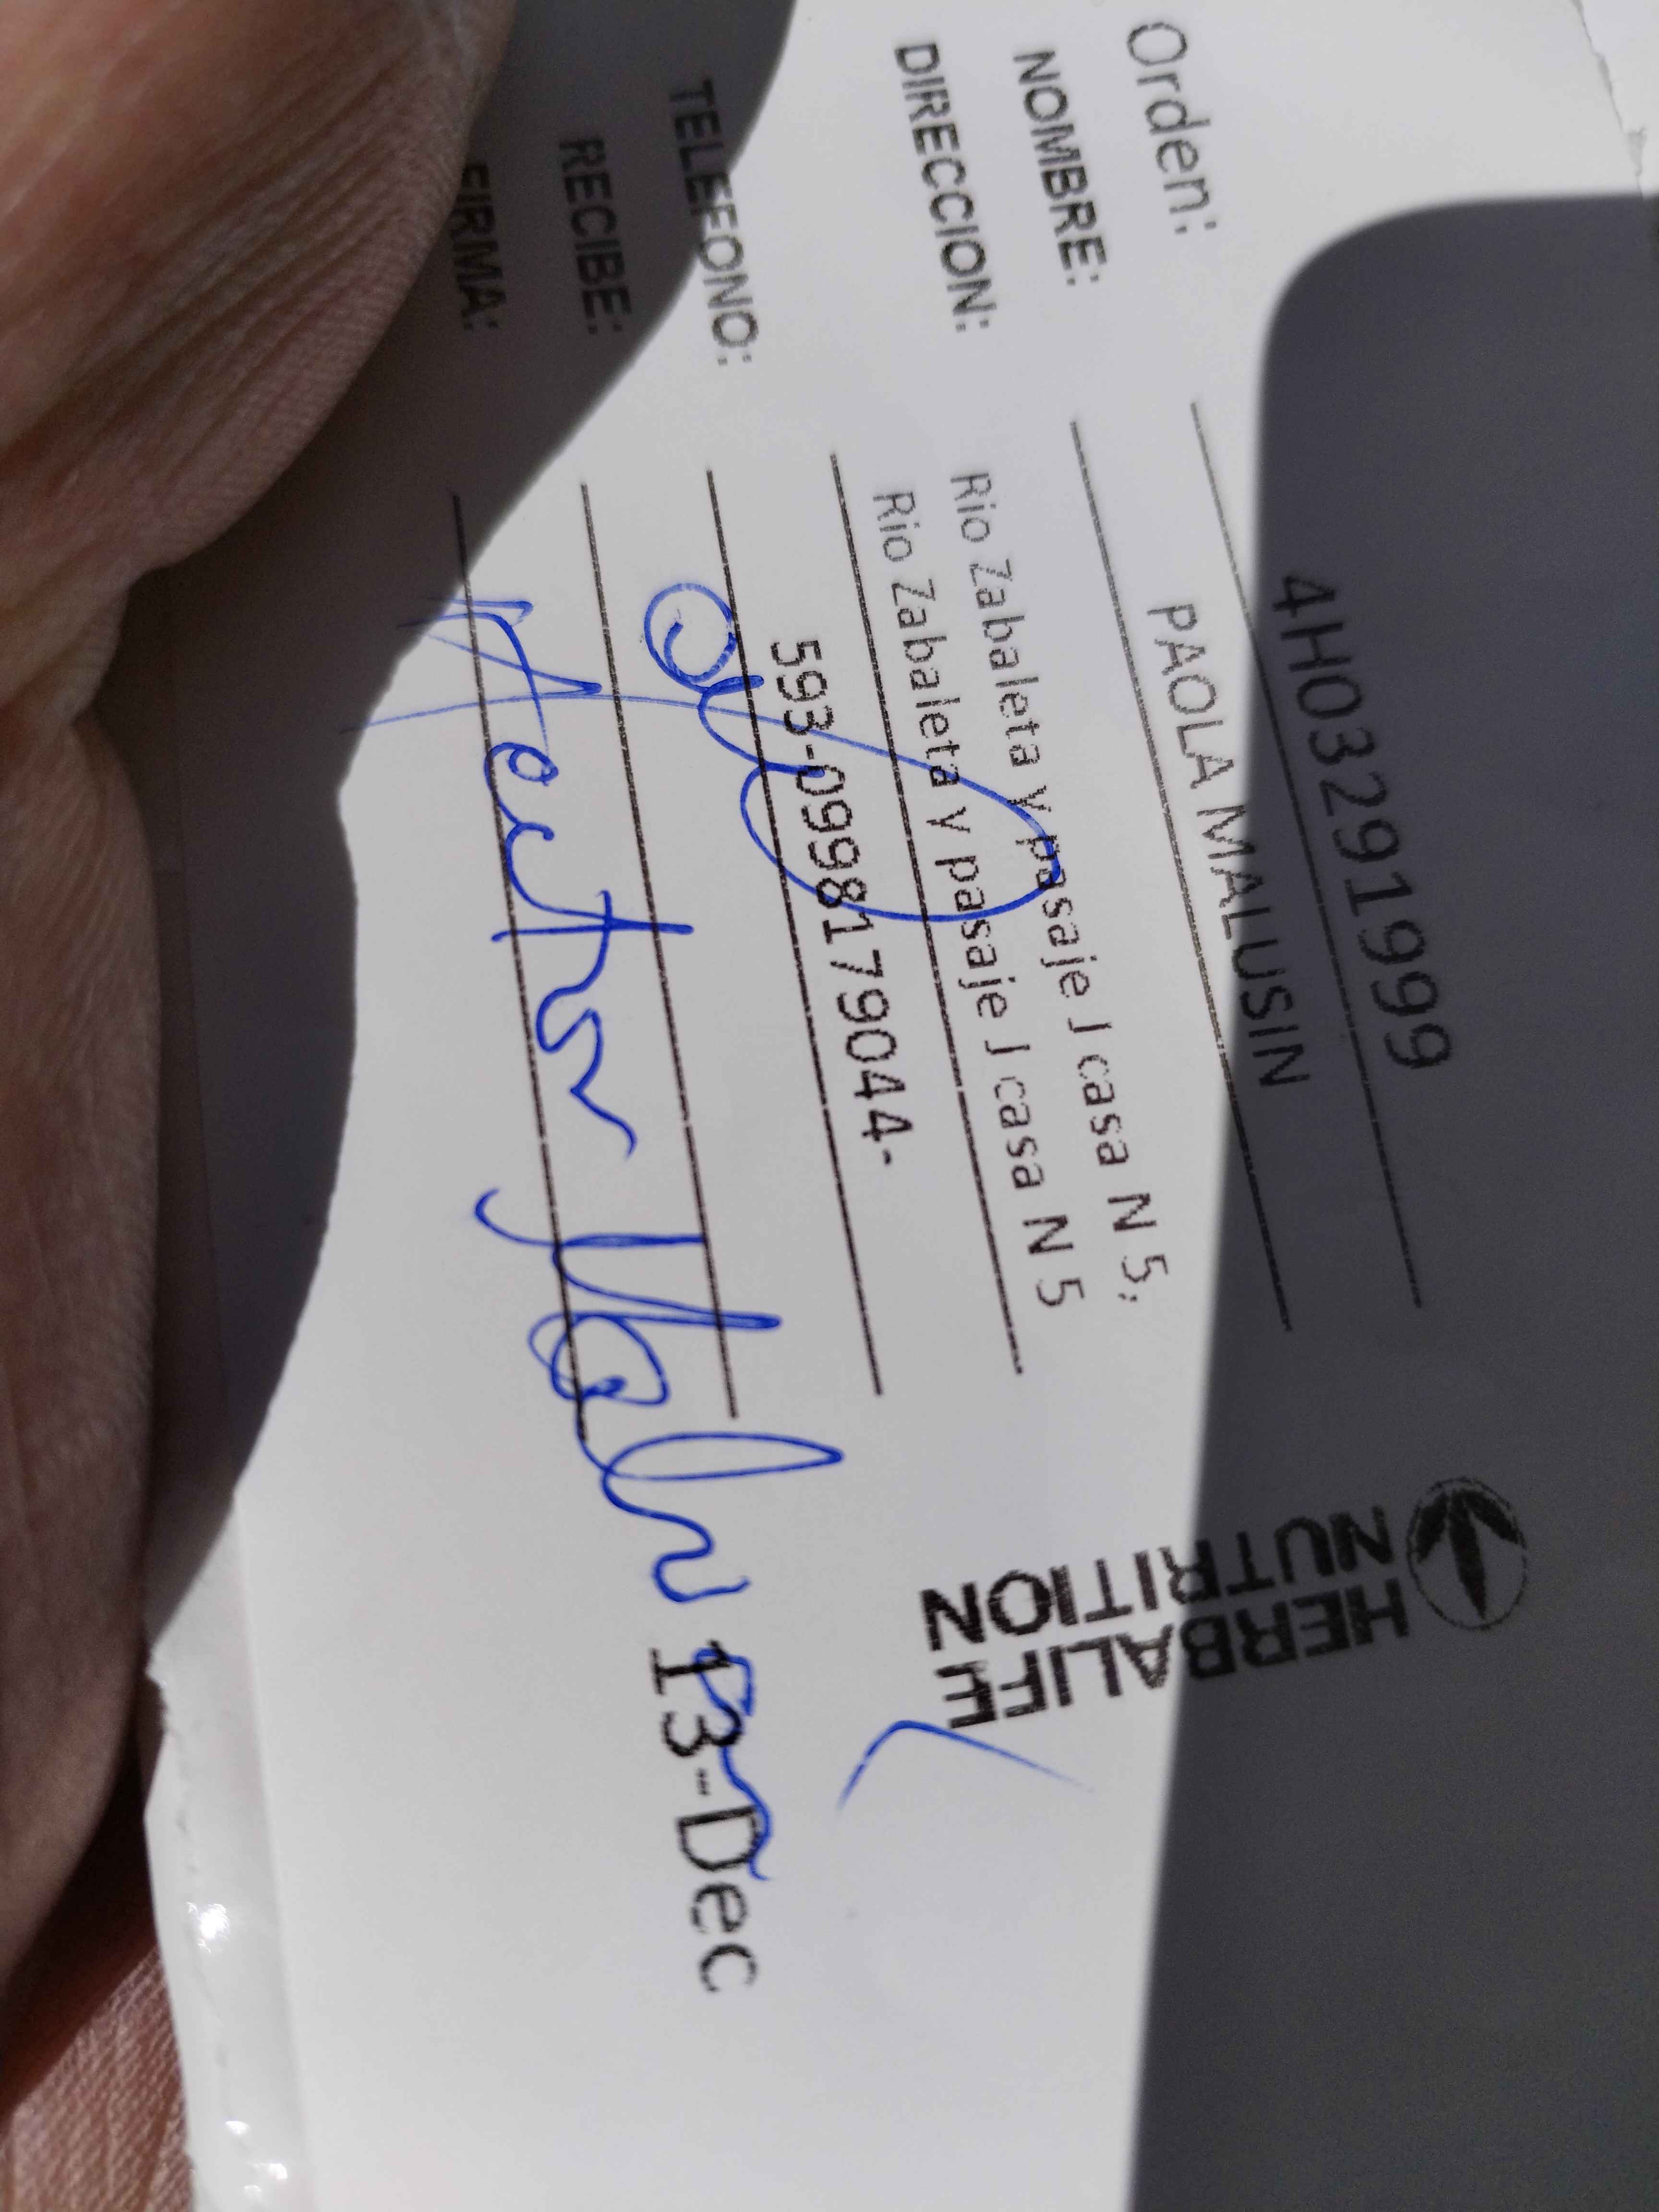 Orden: 4H03291999
NOMBRE: PAOLA MALUSIN
DIRECCION: Rio Zabaleta y pasaje J casa N 5,
Rio Zabaleta y pasaje J casa N 5
TELEFONO: 593-0998179044-
RECIBE:
FIRMA:
13-Dec
HERBALIFE
NUTRITION